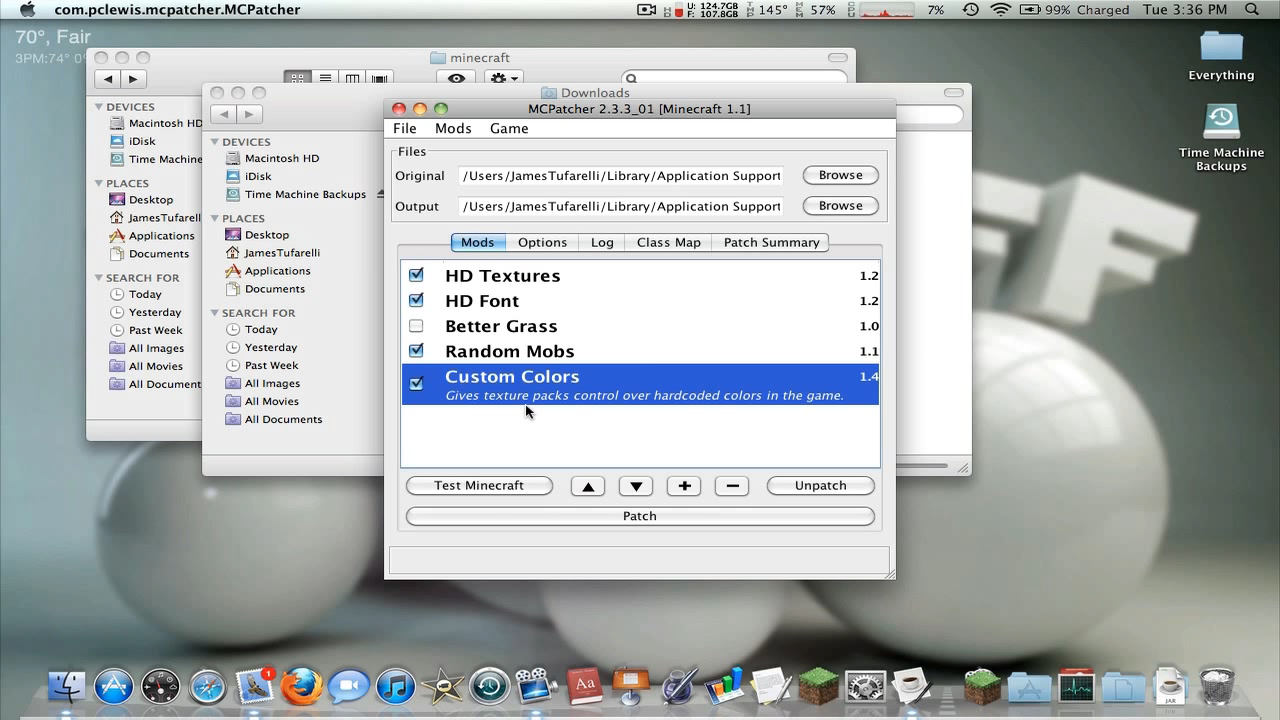 com.pclewis.mcpatcher.MCPatcher
U: 124.7GB
F: 107.8GB
145° 57% 7% 99% Charged Tue 3:36 PM
70°, Fair
3PM:74°
Everything
Time Machine
Backups
minecraft
DEVICES
Macintosh HD
iDisk
Time Machine
PLACES
Desktop
JamesTufarell
Applications
Documents
SEARCH FOR
Today
Yesterday
Past Week
All Images
All Movies
All Document
Downloads
DEVICES
Macintosh HD
iDisk
Time Machine Backups
PLACES
Desktop
JamesTufarelli
Applications
Documents
SEARCH FOR
Today
Yesterday
Past Week
All Images
All Movies
All Documents
MCPatcher 2.3.3_01 [Minecraft 1.1]
File Mods Game
Files
Original /Users/JamesTufarelli/Library/Application Support Browse
Output /Users/JamesTufarelli/Library/Application Support Browse
Mods Options Log Class Map Patch Summary
HD Textures 1.2
HD Font 1.2
Better Grass 1.0
Random Mobs 1.1
Custom Colors 1.4
Gives texture packs control over hardcoded colors in the game.
Test Minecraft Unpatch
Patch
1
Aa
JAR